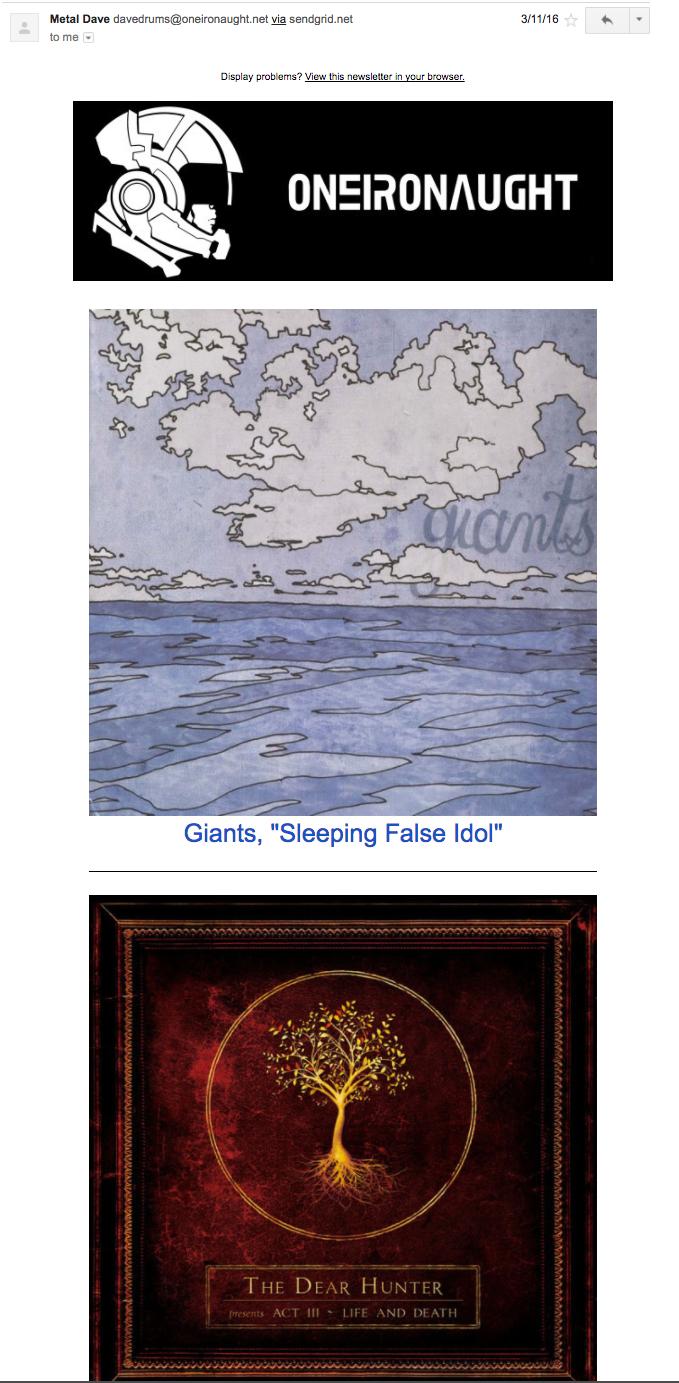 Metal Dave davedrums@oneironaught.net via sendgrid.net 3/11/16
to me
Display problems? View this newsletter in your browser.
ONEIRONAUGHT
giants
Giants, "Sleeping False Idol"
THE DEAR HUNTER
presents ACT III ~ LIFE AND DEATH